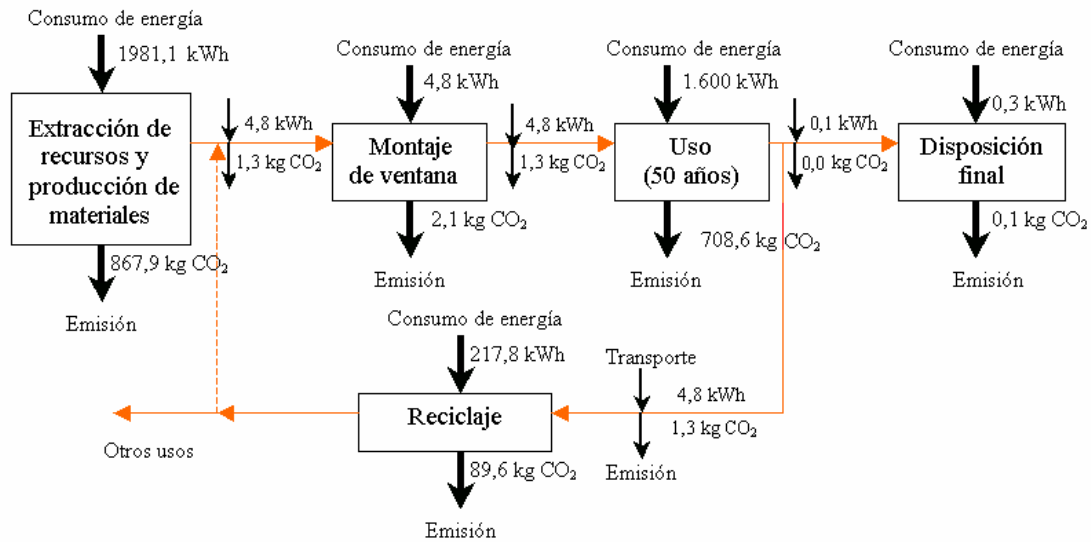 Consumo de energía
1981,1 kWh
Extracción de
recursos y
producción de
materiales
867,9 kg CO₂
Emisión
4,8 kWh
1,3 kg CO₂
Consumo de energía
4,8 kWh
Montaje
de ventana
2,1 kg CO₂
Emisión
4,8 kWh
1,3 kg CO₂
Consumo de energía
1.600 kWh
Uso
(50 años)
708,6 kg CO₂
Emisión
0,1 kWh
0,0 kg CO₂
Consumo de energía
0,3 kWh
Disposición
final
0,1 kg CO₂
Emisión
Consumo de energía
217,8 kWh
Reciclaje
89,6 kg CO₂
Emisión
Transporte
4,8 kWh
1,3 kg CO₂
Emisión
Otros usos